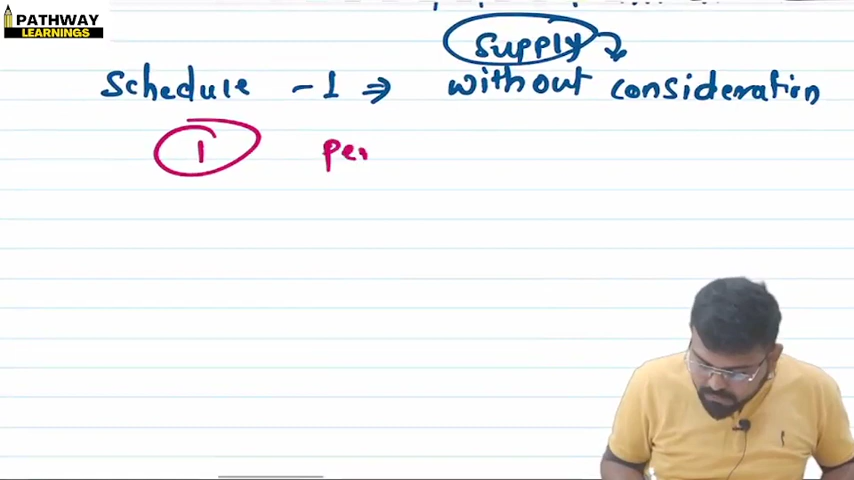 PATHWAY
LEARNINGS
Supply
Schedule - 1 ⇒ without consideration
1 per